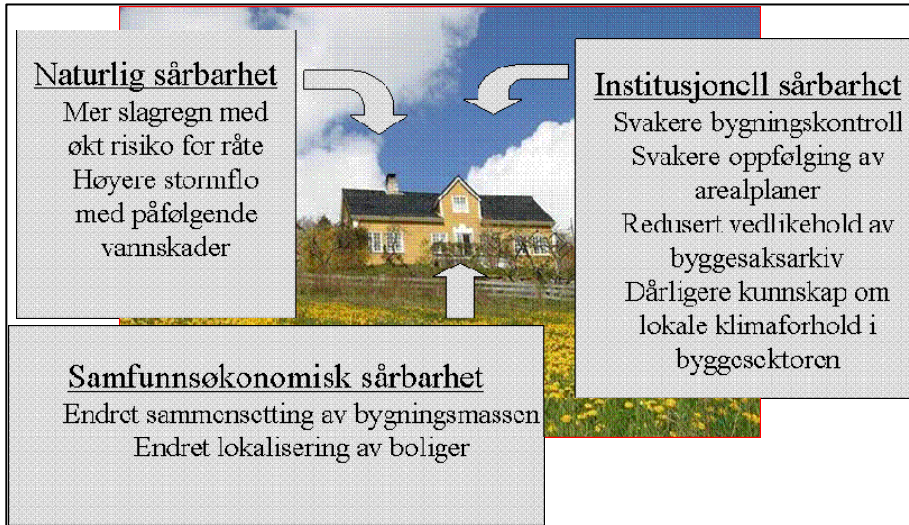 Naturlig sårbarhet
Mer slagregn med
økt risiko for råte
Høyere stormflo
med påfølgende
vannskader
Institusjonell sårbarhet
Svakere bygningskontroll
Svakere oppfølging av
arealplaner
Redusert vedlikehold av
byggesaksarkiv
Dårligere kunnskap om
lokale klimaforhold i
byggesektoren
Samfunnsøkonomisk sårbarhet
Endret sammensetting av bygningsmassen
Endret lokalisering av boliger